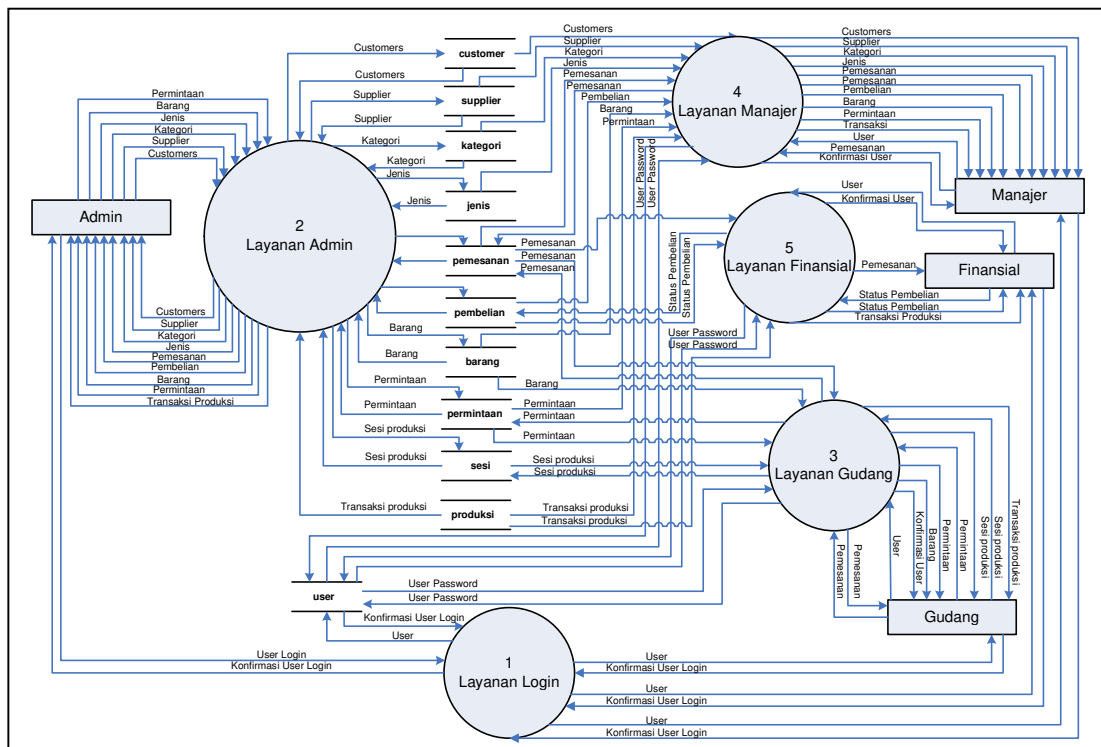 Customers
customer
Customers
Supplier
supplier
Supplier
kategori
Kategori
Jenis
Jenis
jenis
pemesanan
pembelian
Barang
Barang
barang
Permintaan
Permintaan
permintaan
Sesi produksi
Sesi produksi
sesi
Transaksi produksi
produksi
Permintaan
Barang
Jenis
Kategori
Supplier
Customers
Admin
2
Layanan Admin
Customers
Supplier
Kategori
Jenis
Pemesanan
Pembelian
Barang
Permintaan
Transaksi Produksi
Customers
Supplier
Kategori
Jenis
Pemesanan
Pemesanan
Pembelian
Barang
Permintaan
User Password
User Password
4
Layanan Manajer
Customers
Supplier
Kategori
Jenis
Pemesanan
Pemesanan
Pembelian
Barang
Permintaan
Transaksi
User
Pemesanan
Konfirmasi User
Manajer
User
Konfirmasi User
5
Layanan Finansial
Pemesanan
Finansial
Status Pembelian
Status Pembelian
Transaksi Produksi
Status Pembelian
Status Pembelian
User Password
User Password
Pemesanan
Pemesanan
Pemesanan
Barang
Permintaan
Permintaan
Permintaan
Sesi produksi
Sesi produksi
Transaksi produksi
Transaksi produksi
3
Layanan Gudang
Pemesanan
Pemesanan
User
Konfirmasi User
Barang
Permintaan
Permintaan
Sesi produksi
Transaksi produksi
Gudang
user
User Password
User Password
Konfirmasi User Login
User
User Login
Konfirmasi User Login
1
Layanan Login
User
Konfirmasi User Login
User
Konfirmasi User Login
User
Konfirmasi User Login